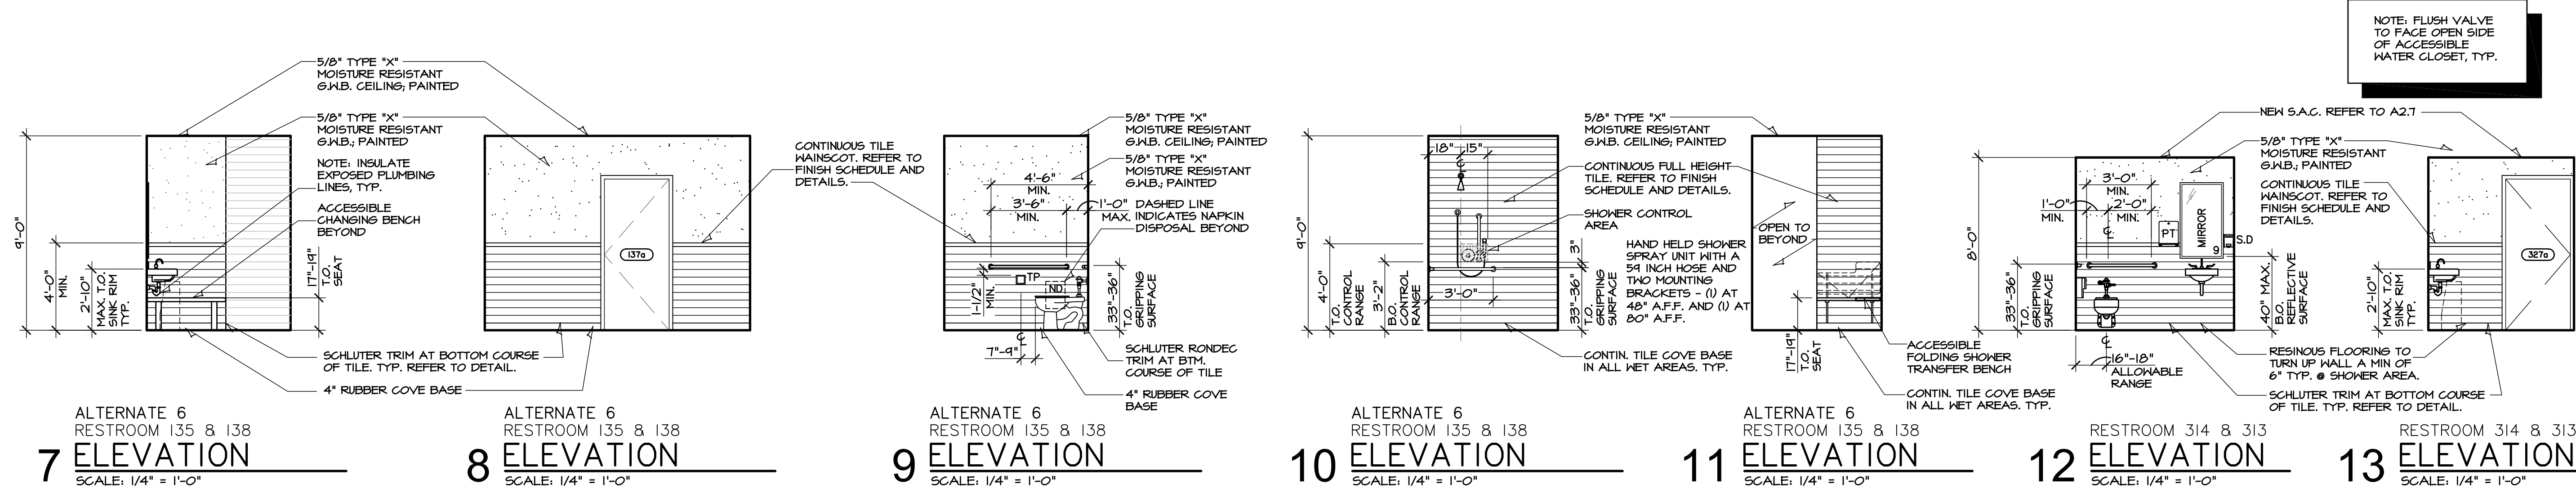 NOTE: FLUSH VALVE
TO FACE OPEN SIDE
OF ACCESSIBLE
WATER CLOSET, TYP.
5/8" TYPE "X"
MOISTURE RESISTANT
G.W.B. CEILING; PAINTED
5/8" TYPE "X"
MOISTURE RESISTANT
G.W.B.; PAINTED
NOTE: INSULATE
EXPOSED PLUMBING
LINES, TYP.
ACCESSIBLE
CHANGING BENCH
BEYOND
9'-0"
4'-0"
MIN.
2'-10"
MAX. T.O.
SINK RIM
TYP.
17"-19"
T.O.
SEAT
137a
SCHLUTER TRIM AT BOTTOM COURSE
OF TILE. TYP. REFER TO DETAIL.
4" RUBBER COVE BASE
ALTERNATE 6
RESTROOM 135 & 138
7 ELEVATION
SCALE: 1/4" = 1'-0"
ALTERNATE 6
RESTROOM 135 & 138
8 ELEVATION
SCALE: 1/4" = 1'-0"
CONTINUOUS TILE
WAINSCOT. REFER TO
FINISH SCHEDULE AND
DETAILS.
5/8" TYPE "X"
MOISTURE RESISTANT
G.W.B. CEILING; PAINTED
5/8" TYPE "X"
MOISTURE RESISTANT
G.W.B.; PAINTED
4'-6"
MIN.
3'-6"
MIN.
1'-0"
MAX.
DASHED LINE
INDICATES NAPKIN
DISPOSAL BEYOND
TP
ND
1-1/2"
MIN.
33"-36"
T.O.
GRIPPING
SURFACE
7"-9"
SCHLUTER RONDEC
TRIM AT BTM.
COURSE OF TILE
4" RUBBER COVE
BASE
ALTERNATE 6
RESTROOM 135 & 138
9 ELEVATION
SCALE: 1/4" = 1'-0"
9'-0"
4'-0"
T.O.
CONTROL
RANGE
3'-2"
B.O.
CONTROL
RANGE
18"
15"
3'-0"
3"
33"-36"
T.O.
GRIPPING
SURFACE
5/8" TYPE "X"
MOISTURE RESISTANT
G.W.B. CEILING; PAINTED
CONTINUOUS FULL HEIGHT
TILE. REFER TO FINISH
SCHEDULE AND DETAILS.
SHOWER CONTROL
AREA
HAND HELD SHOWER
SPRAY UNIT WITH A
59 INCH HOSE AND
TWO MOUNTING
BRACKETS - (1) AT
48" A.F.F. AND (1) AT
80" A.F.F.
CONTIN. TILE COVE BASE
IN ALL WET AREAS. TYP.
ALTERNATE 6
RESTROOM 135 & 138
10 ELEVATION
SCALE: 1/4" = 1'-0"
OPEN TO
BEYOND
17"-19"
T.O.
SEAT
ACCESSIBLE
FOLDING SHOWER
TRANSFER BENCH
CONTIN. TILE COVE BASE
IN ALL WET AREAS. TYP.
ALTERNATE 6
RESTROOM 135 & 138
11 ELEVATION
SCALE: 1/4" = 1'-0"
NEW S.A.C. REFER TO A2.7
5/8" TYPE "X"
MOISTURE RESISTANT
G.W.B.; PAINTED
CONTINUOUS TILE
WAINSCOT. REFER TO
FINISH SCHEDULE AND
DETAILS.
8'-0"
33"-36"
T.O.
GRIPPING
SURFACE
3'-0"
MIN.
1'-0"
MIN.
2'-0"
MIN.
PT
MIRROR
9
S.D
40" MAX.
B.O.
REFLECTIVE
SURFACE
16"-18"
ALLOWABLE
RANGE
2'-10"
MAX. T.O.
SINK RIM
TYP.
327a
RESINOUS FLOORING TO
TURN UP WALL A MIN OF
6" TYP. @ SHOWER AREA.
SCHLUTER TRIM AT BOTTOM COURSE
OF TILE. TYP. REFER TO DETAIL.
RESTROOM 314 & 313
12 ELEVATION
SCALE: 1/4" = 1'-0"
RESTROOM 314 & 313
13 ELEVATION
SCALE: 1/4" = 1'-0"